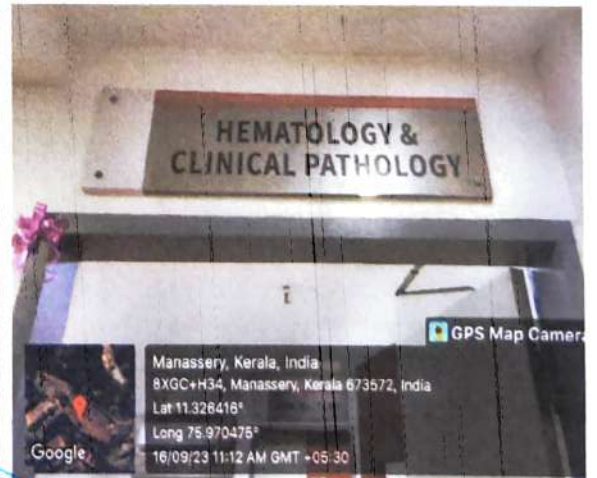 HEMATOLOGY &
CLINICAL PATHOLOGY
GPS Map Camera
Manassery, Kerala, India
8XGC+H34, Manassery, Kerala 673572, India
Lat 11.326416°
Long 75.970475°
16/09/23 11:12 AM GMT +05:30
Google